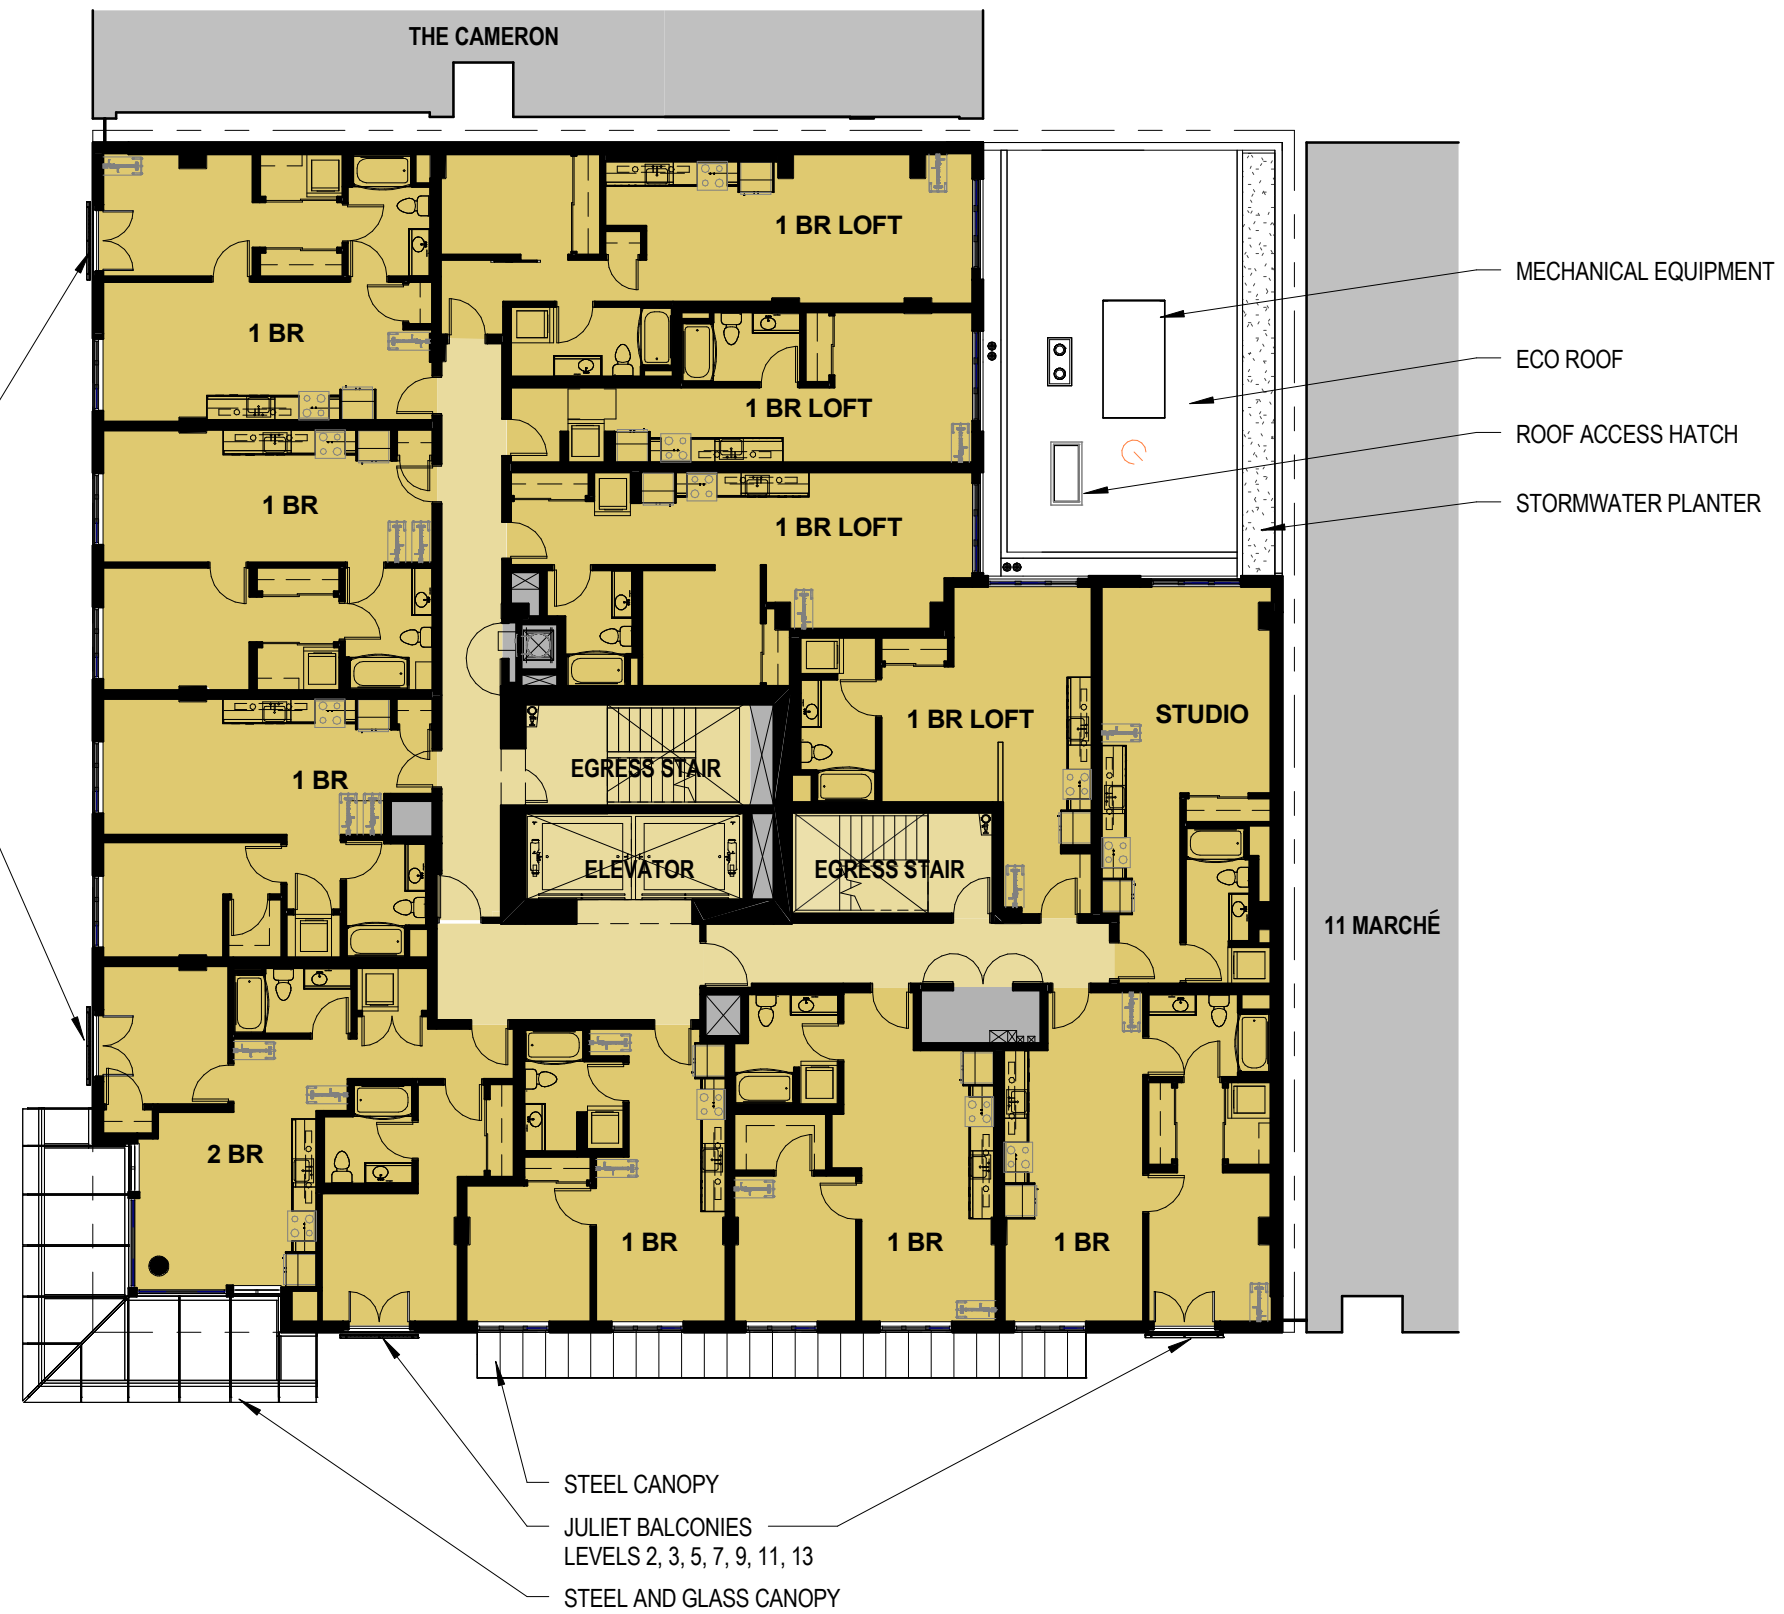 THE CAMERON
1 BR LOFT
MECHANICAL EQUIPMENT
1 BR
ECO ROOF
1 BR LOFT
ROOF ACCESS HATCH
1 BR
STORMWATER PLANTER
1 BR LOFT
1 BR LOFT
STUDIO
EGRESS STAIR
1 BR
ELEVATOR
EGRESS STAIR
11 MARCHÉ
2 BR
1 BR
1 BR
1 BR
STEEL CANOPY
JULIET BALCONIES
LEVELS 2, 3, 5, 7, 9, 11, 13
STEEL AND GLASS CANOPY